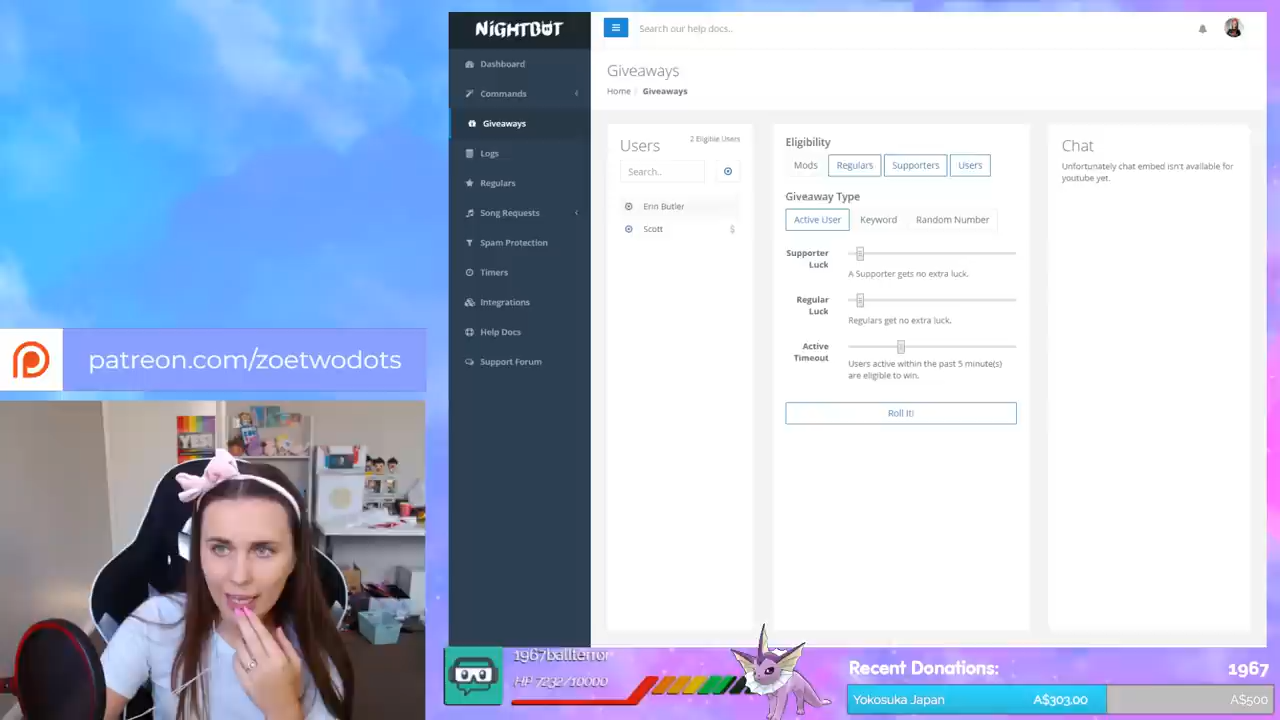 NiGHTBOT
Search our help docs..
Dashboard
Commands
Giveaways
Logs
Regulars
Song Requests
Spam Protection
Timers
Integrations
Help Docs
Support Forum
Giveaways
Home / Giveaways
Users
2 Eligible Users
Search..
Erin Butler
Scott
$
Eligibility
Mods
Regulars
Supporters
Users
Giveaway Type
Active User
Keyword
Random Number
Supporter
Luck
A Supporter gets no extra luck.
Regular
Luck
Regulars get no extra luck.
Active
Timeout
Users active within the past 5 minute(s)
are eligible to win.
Roll It!
Chat
Unfortunately chat embed isn't available for
youtube yet.
patreon.com/zoetwodots
YES!
1967ballterror
HP 7232/10000
Recent Donations:
1967
Yokosuka Japan
A$303.00
A$500